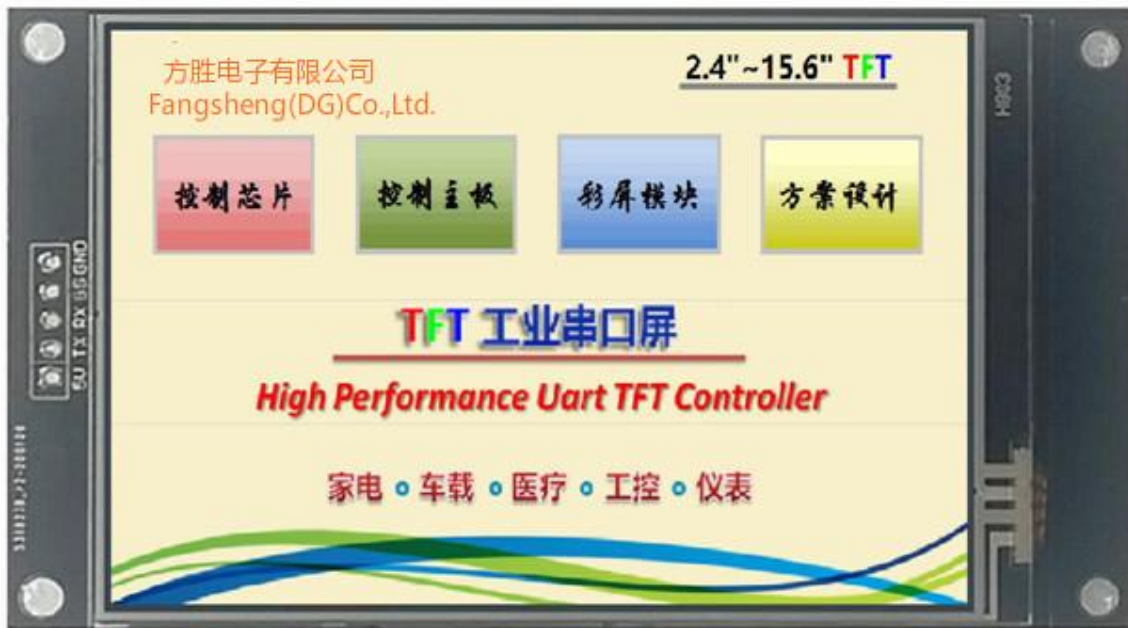 方胜电子有限公司
Fangsheng(DG)Co.,Ltd.
2.4"~15.6" TFT
控制芯片
控制主板
彩屏模块
方案设计
TFT 工业串口屏
High Performance Uart TFT Controller
家电 • 车载 • 医疗 • 工控 • 仪表
5V TX RX GS GND